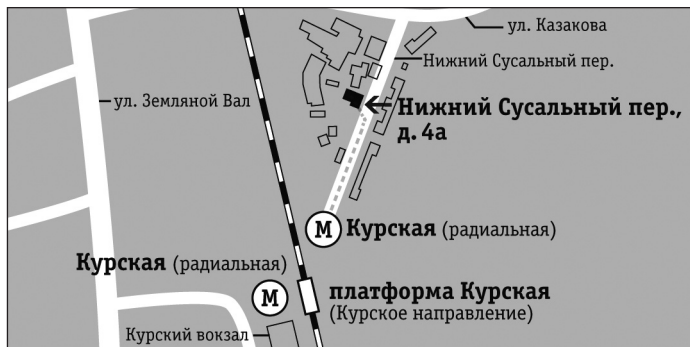 ул. Казакова
Нижний Сусальный пер.
ул. Земляной Вал
Нижний Сусальный пер.,
д. 4а
М Курская (радиальная)
Курская (радиальная)
М
платформа Курская
(Курское направление)
Курский вокзал